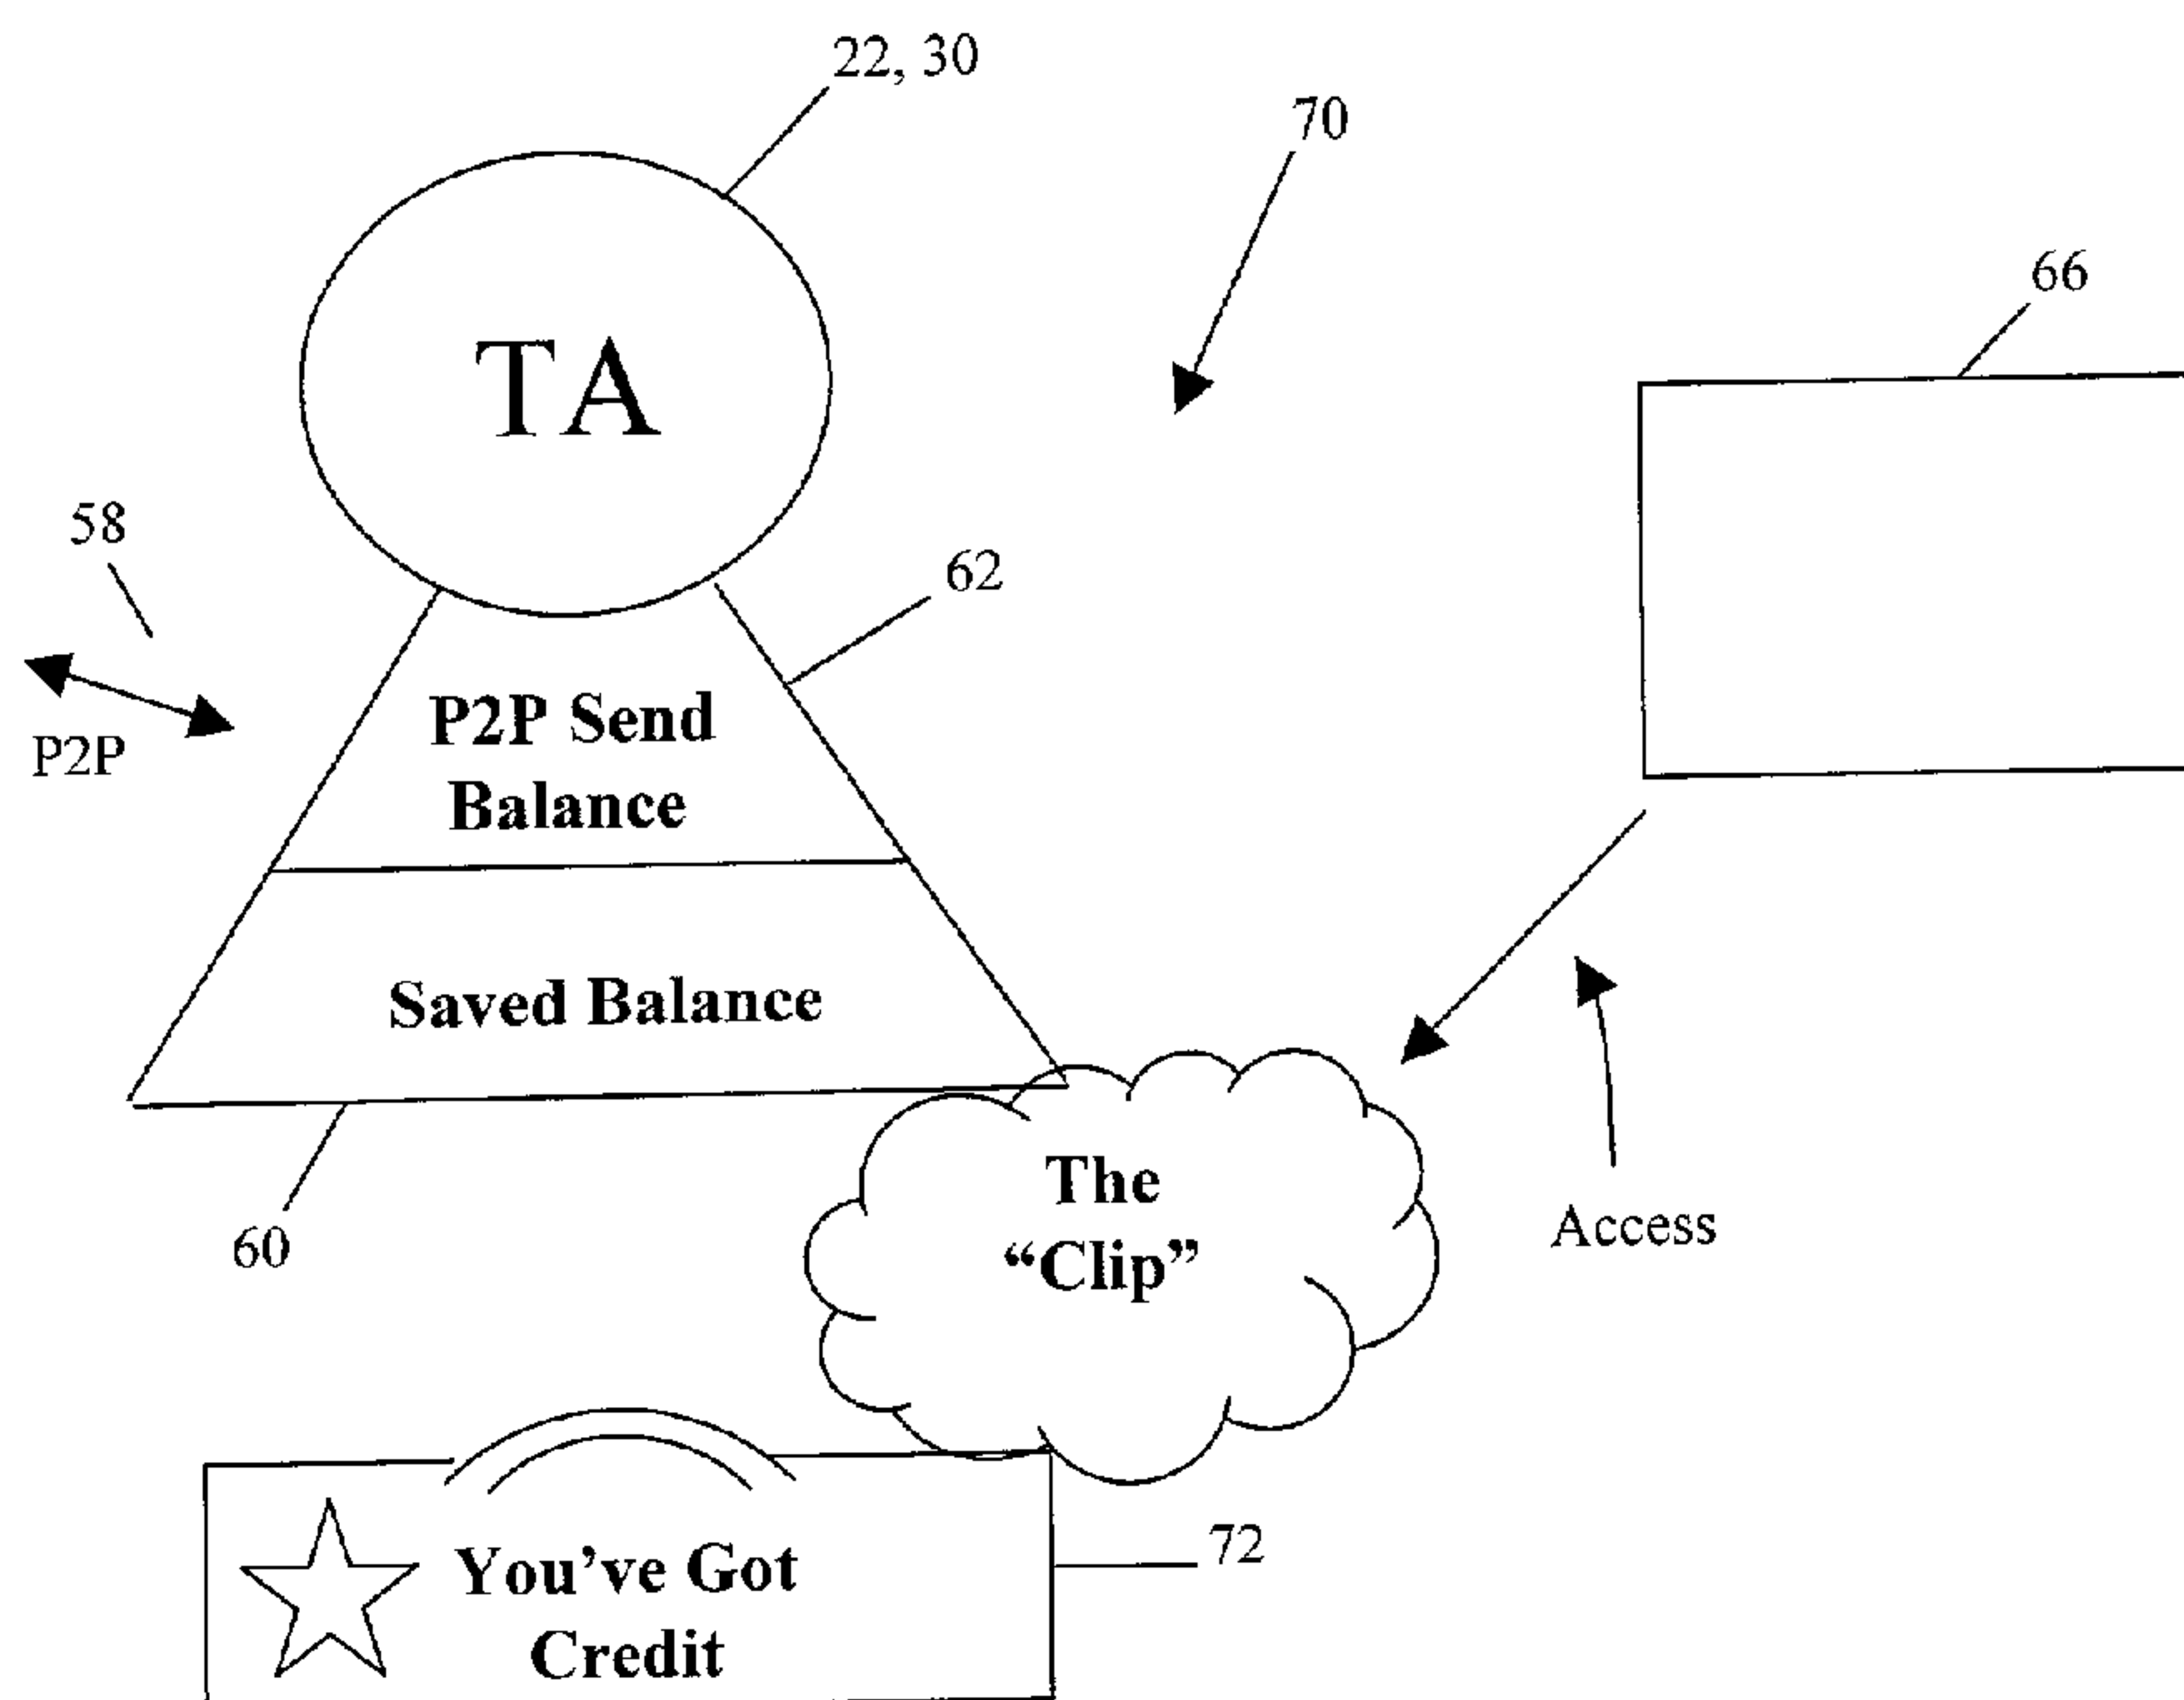 22, 30
70
66
TA
58
62
P2P Send
Balance
P2P
Saved Balance
The
“Clip”
Access
60
You’ve Got
Credit
72